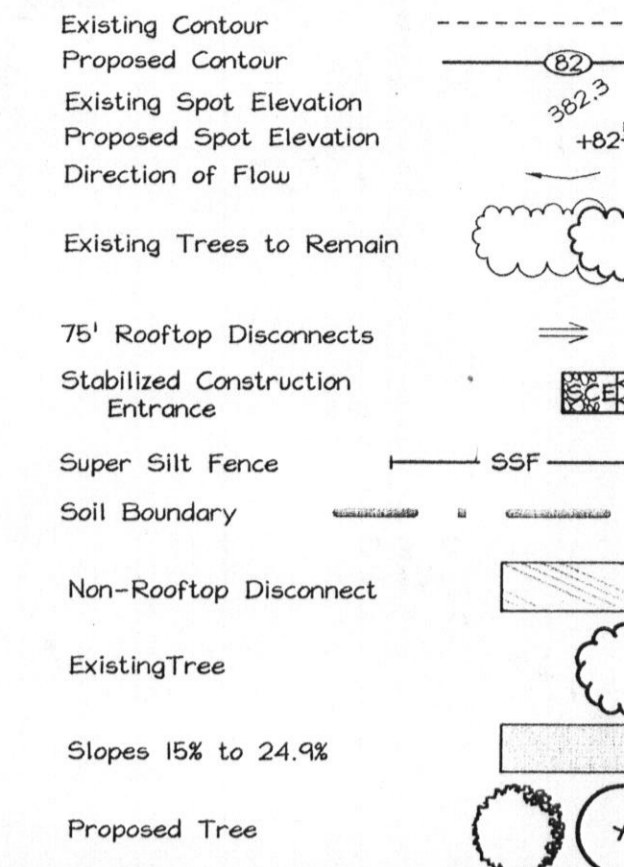 Existing Contour
Proposed Contour 82
Existing Spot Elevation 382.3
Proposed Spot Elevation +82
Direction of Flow
Existing Trees to Remain
75' Rooftop Disconnects
Stabilized Construction
Entrance SCE
Super Silt Fence SSF
Soil Boundary
Non-Rooftop Disconnect
ExistingTree
Slopes 15% to 24.9%
Proposed Tree